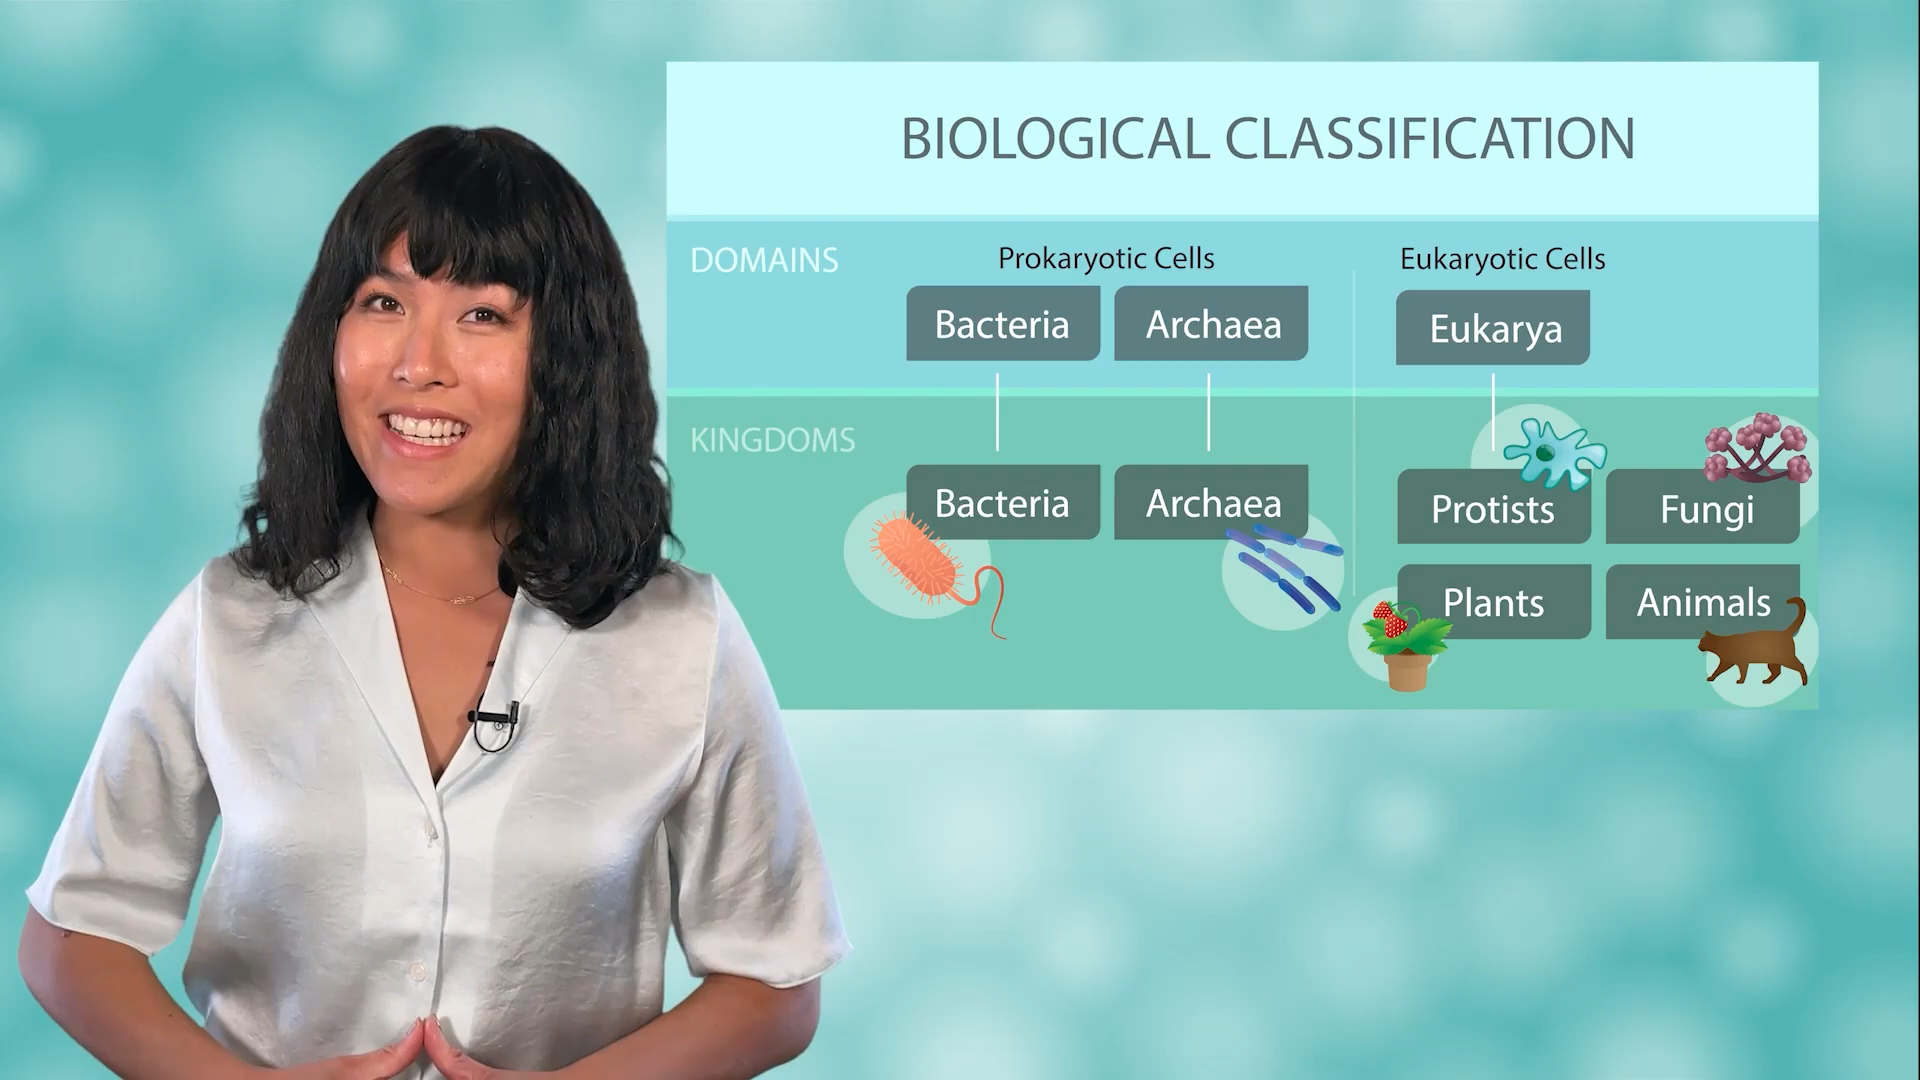 BIOLOGICAL CLASSIFICATION
DOMAINS
Prokaryotic Cells
Eukaryotic Cells
Bacteria
Archaea
Eukarya
KINGDOMS
Bacteria
Archaea
Protists
Fungi
Plants
Animals